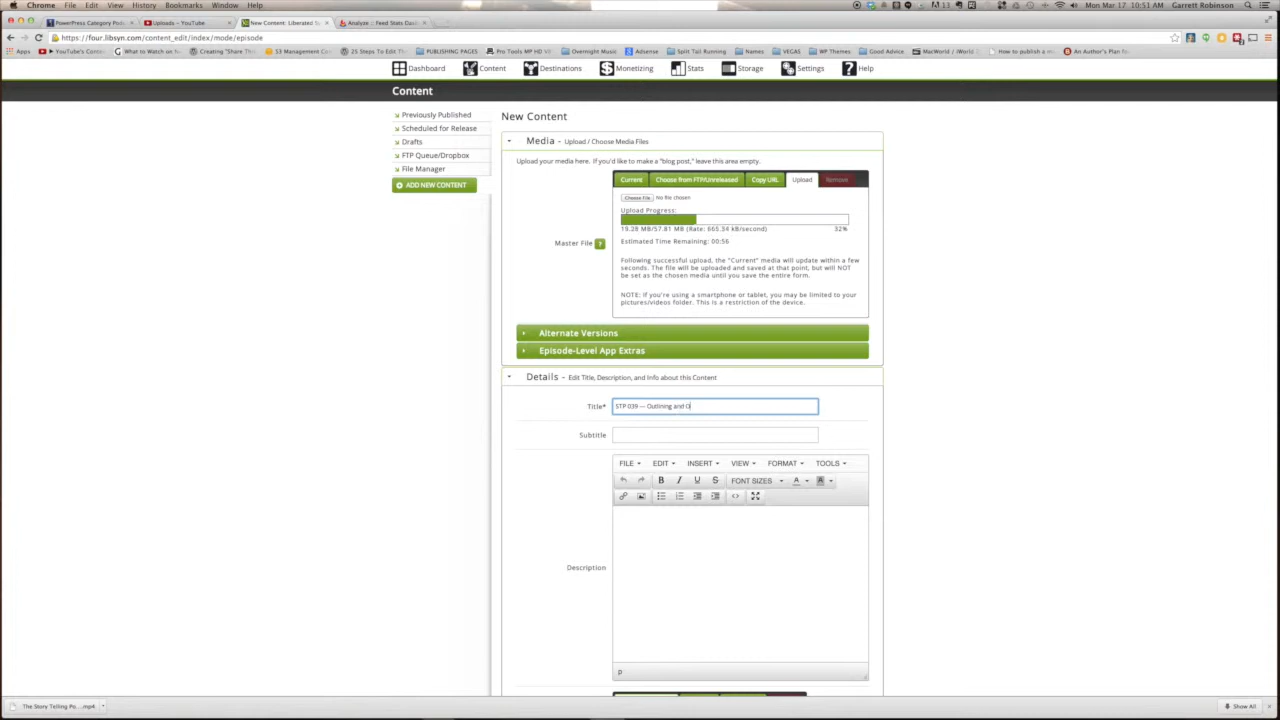 Chrome File Edit View History Bookmarks Window Help 13 Mon Mar 17 10:51 AM Garrett Robinson
PowerPress Category Pod Uploads – YouTube New Content: Liberated S Analyze :: Feed Stats Das
https://four.libsyn.com/content_edit/index/mode/episode
Apps YouTube's Conten What to Watch on N Creating "Share Thi S3 Management Co 25 Steps To Edit Th PUBLISHING PAGES Pro Tools MP HD V Overnight Music Adsense Split Tail Running Names VEGAS WP Themes Good Advice MacWorld / iWorld How to publish a m An Author's Plan fo
Dashboard Content Destinations Monetizing Stats Storage Settings Help
Content
Previously Published
Scheduled for Release
Drafts
FTP Queue/Dropbox
File Manager
ADD NEW CONTENT
New Content
Media - Upload / Choose Media Files
Upload your media here. If you'd like to make a "blog post," leave this area empty.
Current Choose from FTP/Unreleased Copy URL Upload Remove
Choose File No file chosen
Upload Progress:
19.28 MB/57.81 MB (Rate: 665.34 kB/second) 32%
Estimated Time Remaining: 00:56
Master File
Following successful upload, the "Current" media will update within a few
seconds. The file will be uploaded and saved at that point, but will NOT
be set as the chosen media until you save the entire form.
NOTE: If you're using a smartphone or tablet, you may be limited to your
pictures/videos folder. This is a restriction of the device.
Alternate Versions
Episode-Level App Extras
Details - Edit Title, Description, and Info about this Content
Title* STP 039 — Outlining and O
Subtitle
FILE EDIT INSERT VIEW FORMAT TOOLS
B I U S FONT SIZES A A
Description
p
The Story Telling Po....mp4 Show All